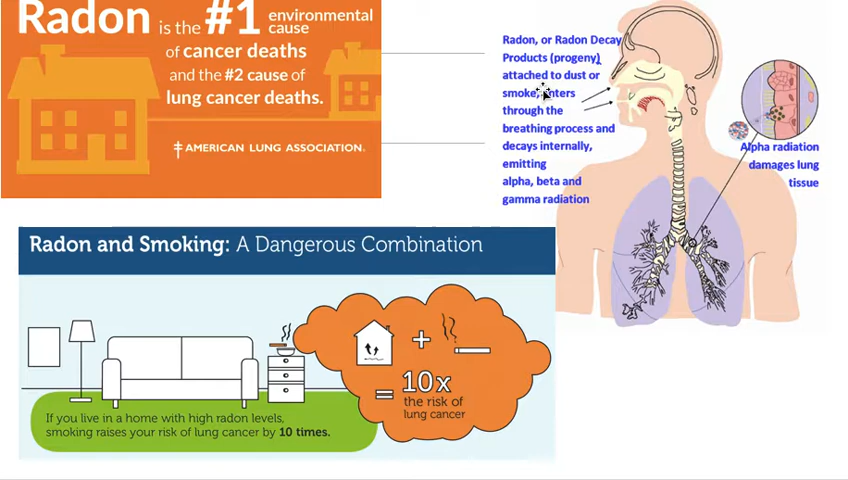 Radon is the #1 environmental cause
of cancer deaths
and the #2 cause of
lung cancer deaths.
AMERICAN LUNG ASSOCIATION.
Radon, or Radon Decay
Products (progeny)
attached to dust or
smoke enters
through the
breathing process and
decays internally,
emitting
alpha, beta and
gamma radiation
Alpha radiation
damages lung
tissue
Radon and Smoking: A Dangerous Combination
+
= 10x
the risk of
lung cancer
If you live in a home with high radon levels,
smoking raises your risk of lung cancer by 10 times.